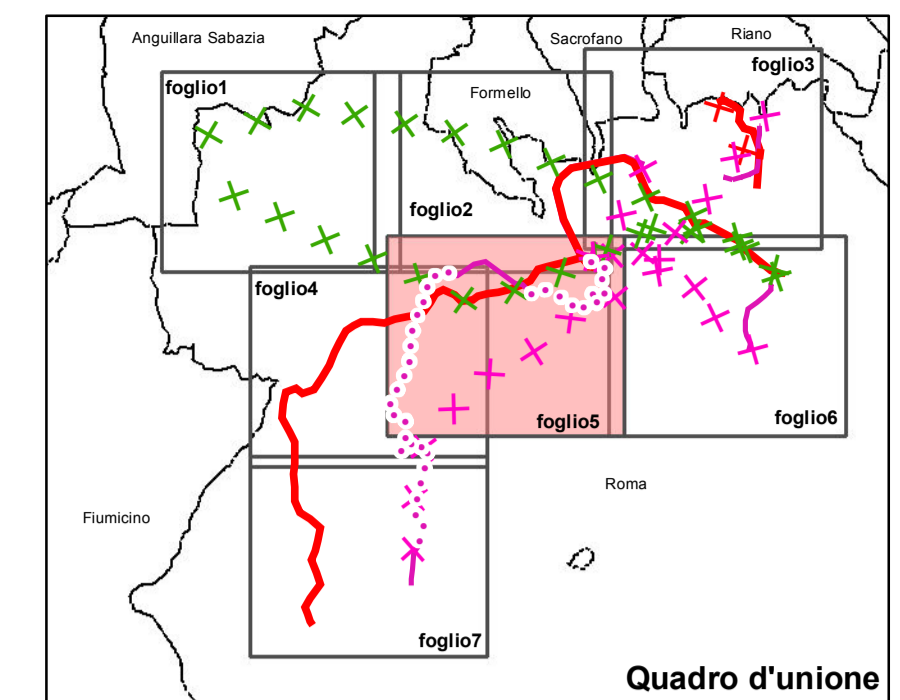 Anguillara Sabazia
Sacrofano
Riano
foglio3
foglio1
Formello
foglio2
foglio4
foglio5
foglio6
Roma
Fiumicino
foglio7
Quadro d'unione